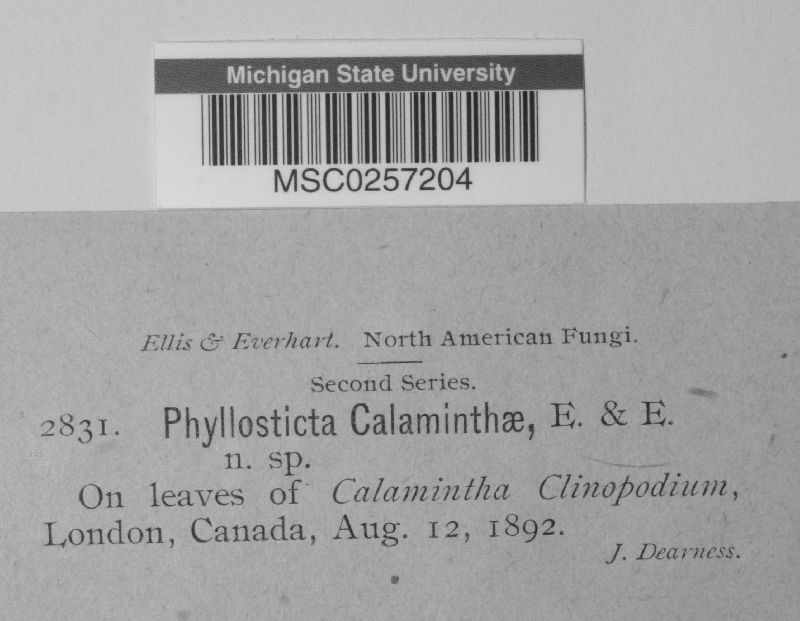 Michigan State University
MSC0257204
Ellis & Everhart. North American Fungi.
Second Series.
2831. Phyllosticta Calaminthæ, E. & E.
n. sp.
On leaves of Calamintha Clinopodium,
London, Canada, Aug. 12, 1892.
J. Dearness.